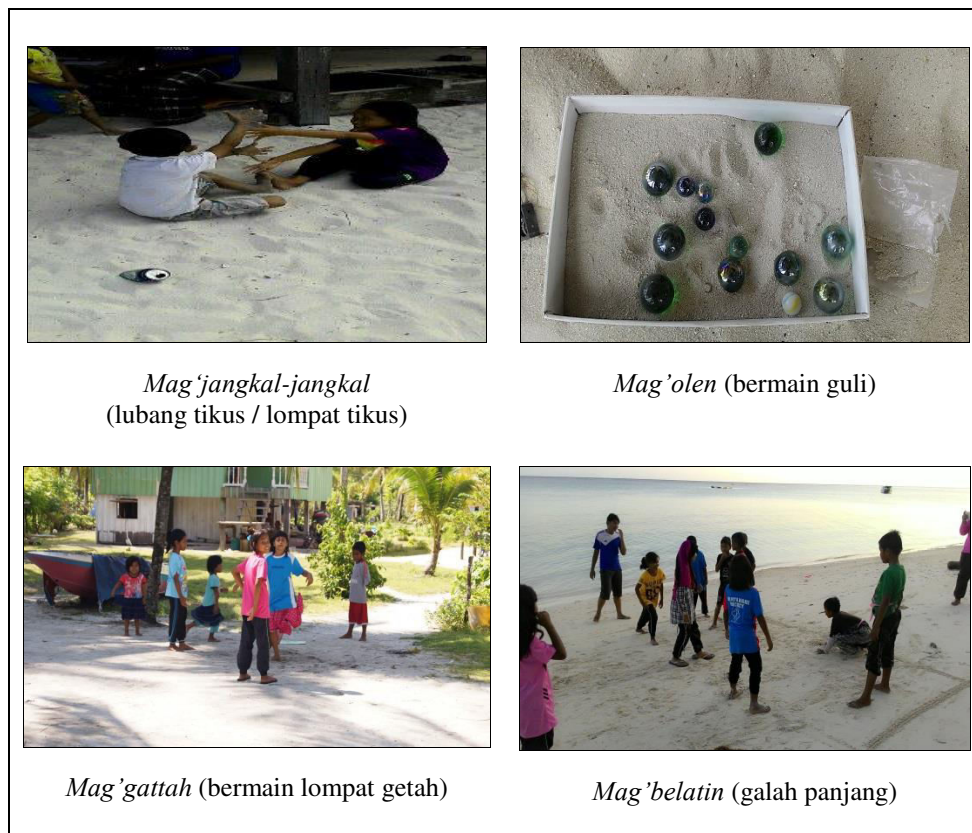 Mag‘jangkal-jangkal
(lubang tikus / lompat tikus)
Mag’olen (bermain guli)
Mag’gattah (bermain lompat getah)
Mag’belatin (galah panjang)